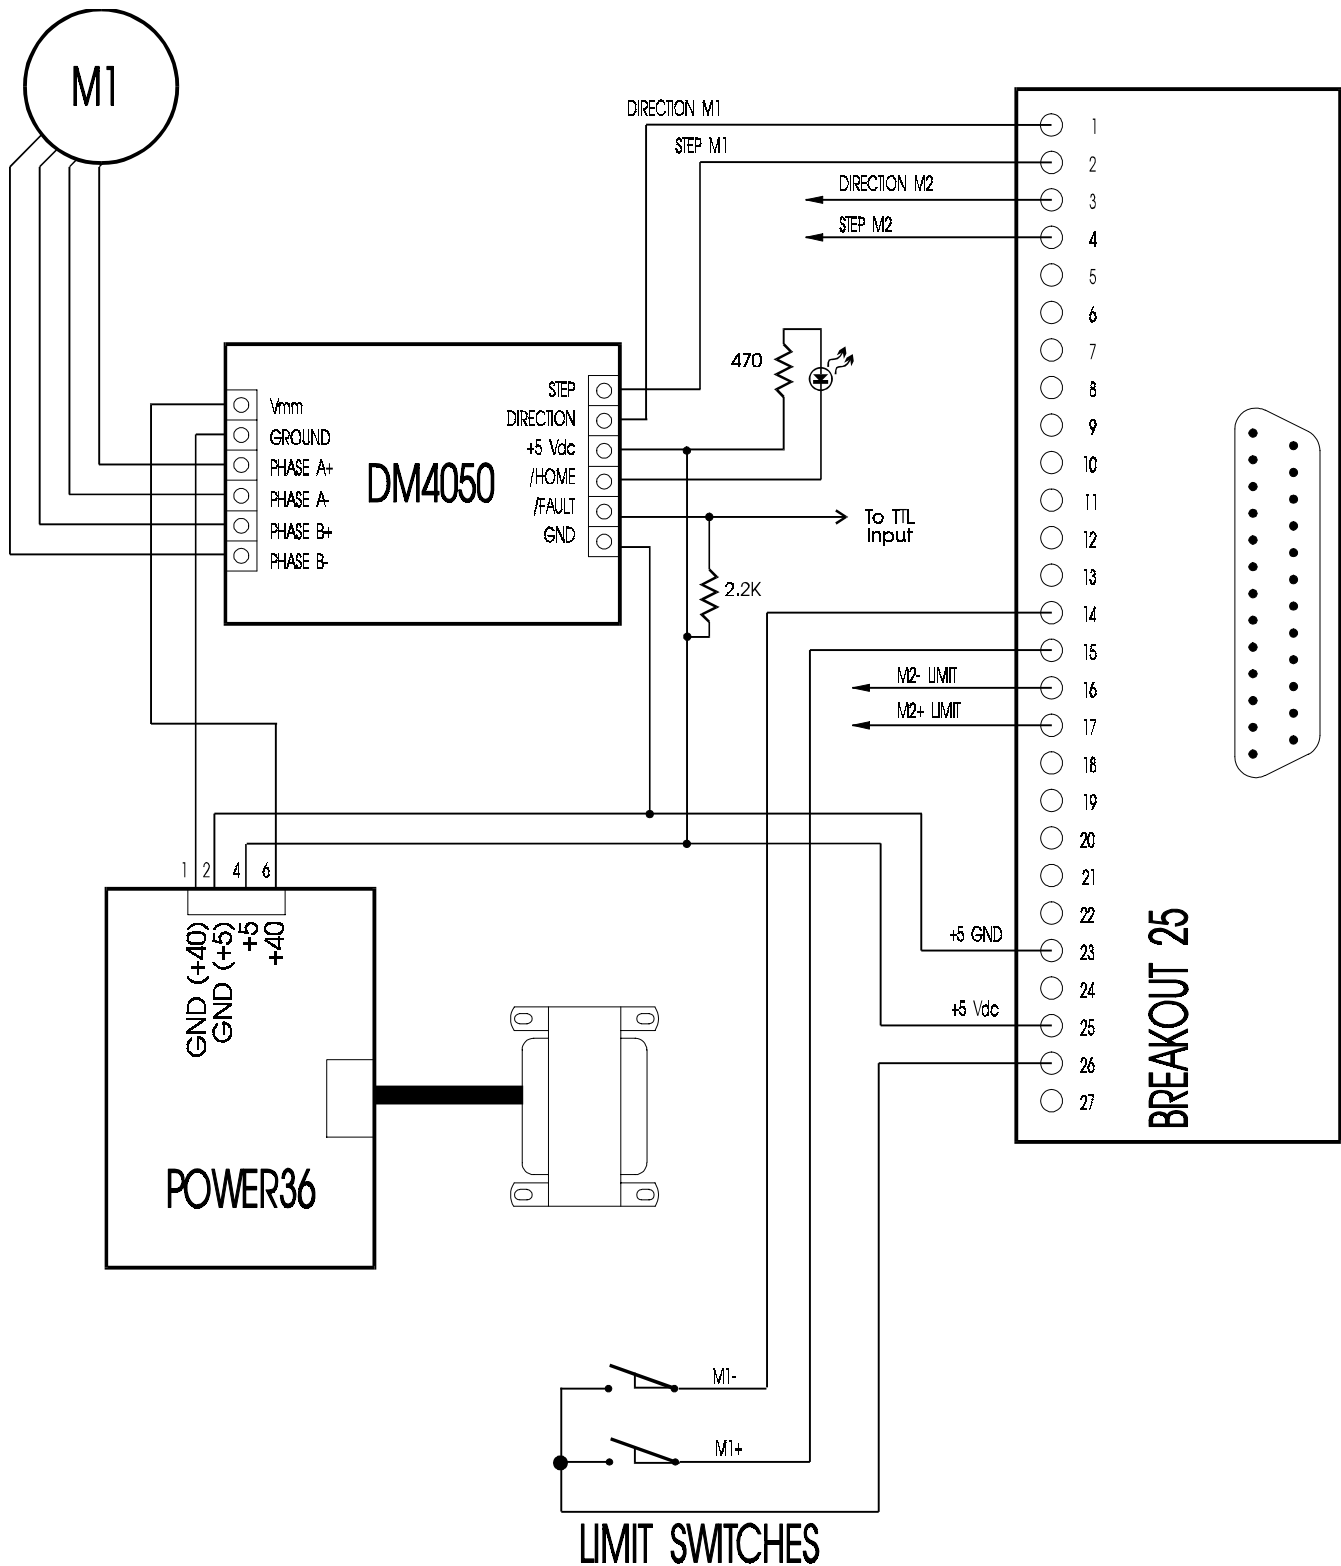 M1
DIRECTION M1
STEP M1
DIRECTION M2
STEP M2
1
2
3
4
5
6
7
8
9
10
11
12
13
14
15
16
17
18
19
20
21
22
23
24
25
26
27
BREAKOUT 25
470
Vmm
GROUND
PHASE A+
PHASE A-
PHASE B+
PHASE B-
DM4050
STEP
DIRECTION
+5 Vdc
/HOME
/FAULT
GND
To TTL
Input
2.2K
M2- LIMIT
M2+ LIMIT
1 2 4 6
GND (+40)
GND (+5)
+5
+40
+5 GND
+5 Vdc
POWER36
M1-
M1+
LIMIT SWITCHES